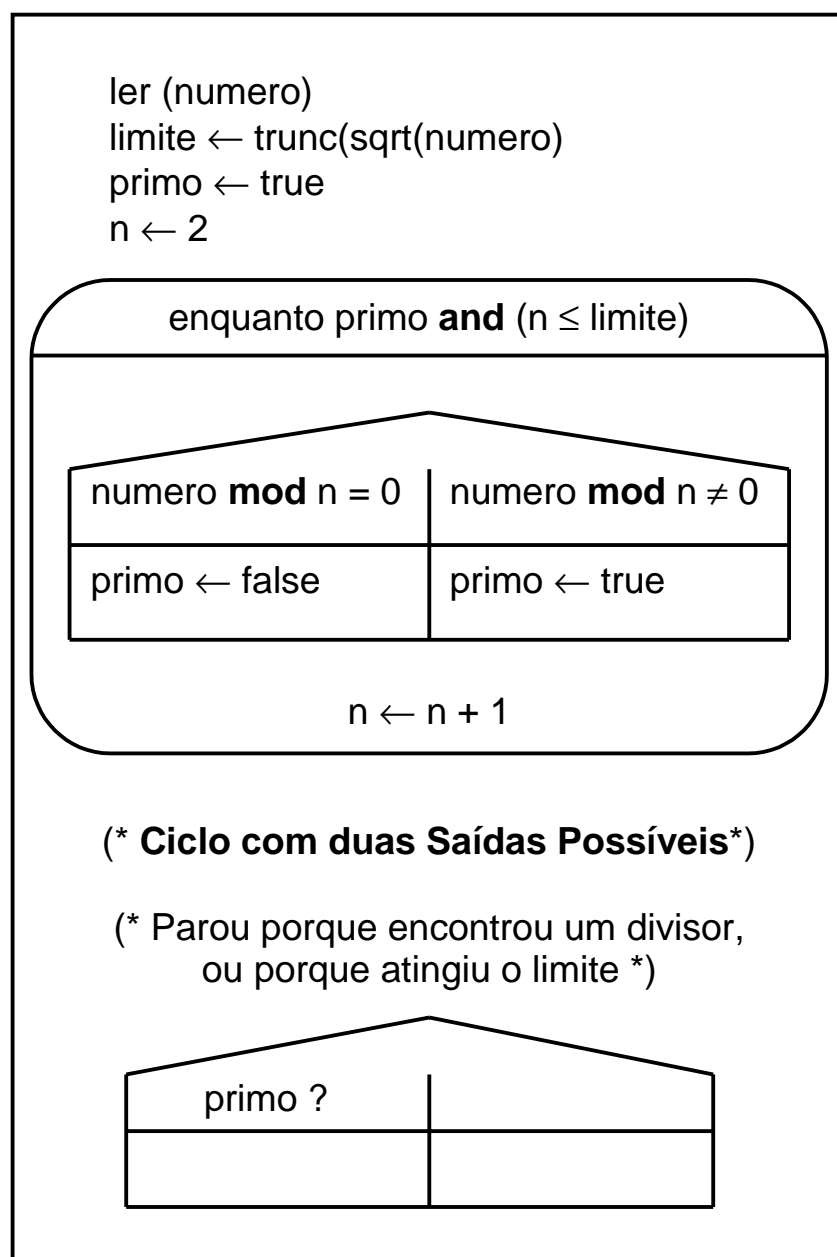 ler (numero)
limite ← trunc(sqrt(numero)
primo ← true
n ← 2
enquanto primo and (n ≤ limite)
numero mod n = 0
numero mod n ≠ 0
primo ← false
primo ← true
n ← n + 1
(* Ciclo com duas Saídas Possíveis*)
(* Parou porque encontrou um divisor,
ou porque atingiu o limite *)
primo ?